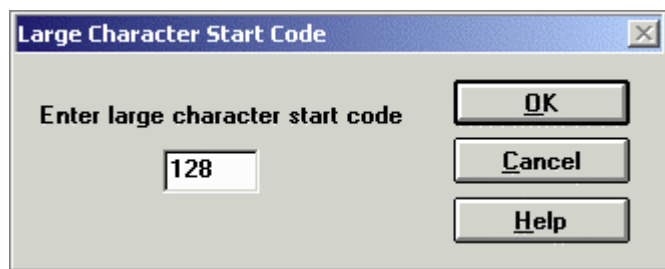 Large Character Start Code
Enter large character start code
128
OK
Cancel
Help